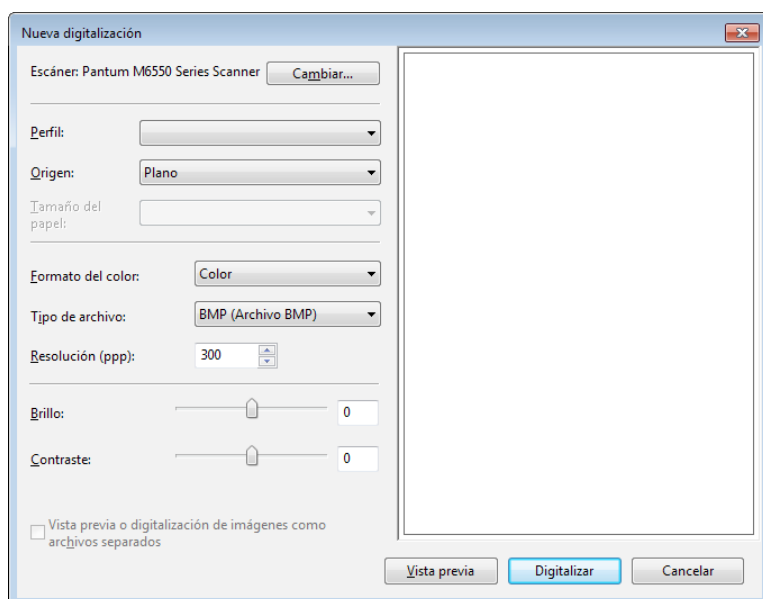 Nueva digitalización
Escáner: Pantum M6550 Series Scanner
Cambiar...
Perfil:
Origen:
Plano
Tamaño del
papel:
Formato del color:
Color
Tipo de archivo:
BMP (Archivo BMP)
Resolución (ppp):
300
Brillo:
0
Contraste:
0
Vista previa o digitalización de imágenes como
archivos separados
Vista previa
Digitalizar
Cancelar